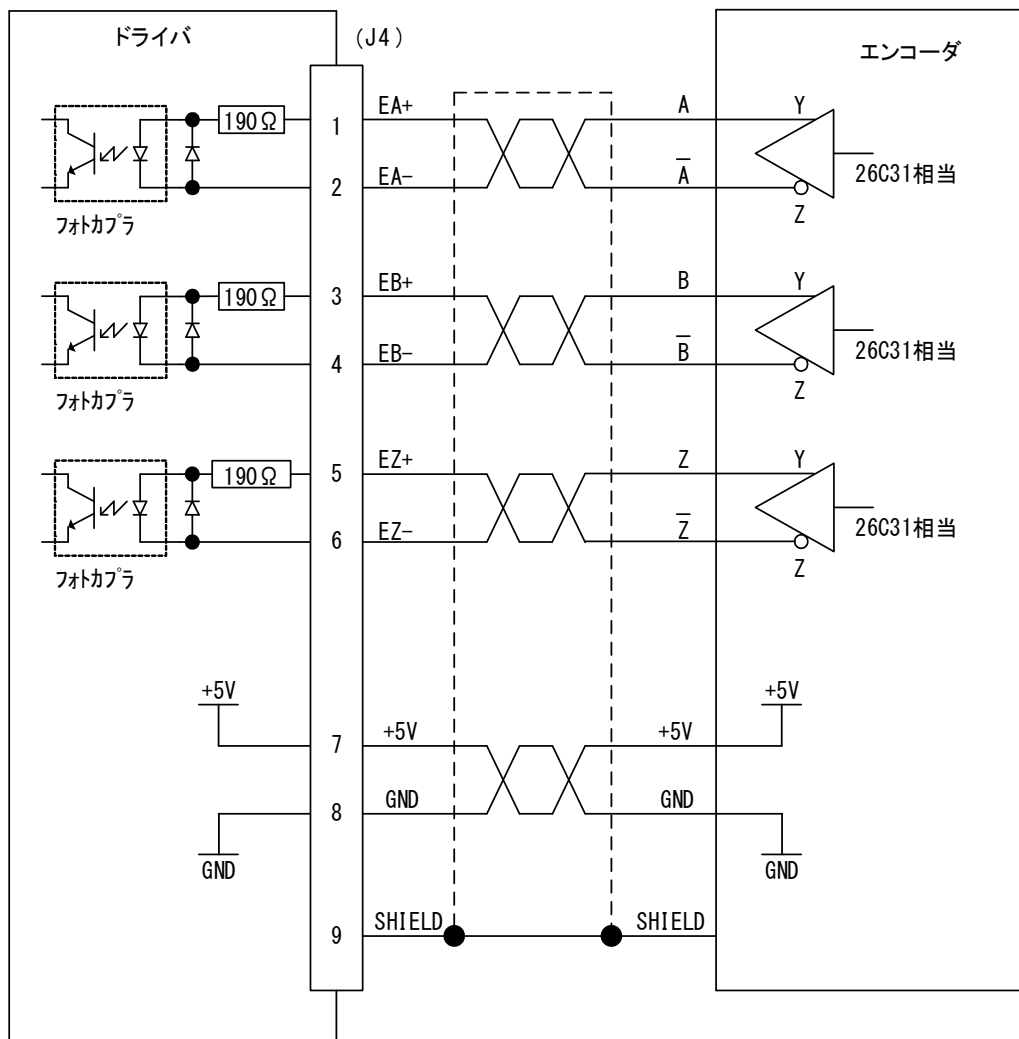 ドライバ
(J4)
エンコーダ
190Ω
1
EA+
A
Y
2
EA-
A̅
Z
26C31相当
フォトカプラ
190Ω
3
EB+
B
Y
4
EB-
B̅
Z
26C31相当
フォトカプラ
190Ω
5
EZ+
Z
Y
6
EZ-
Z̅
Z
26C31相当
フォトカプラ
+5V
7
+5V
+5V
+5V
8
GND
GND
GND
GND
9
SHIELD
SHIELD